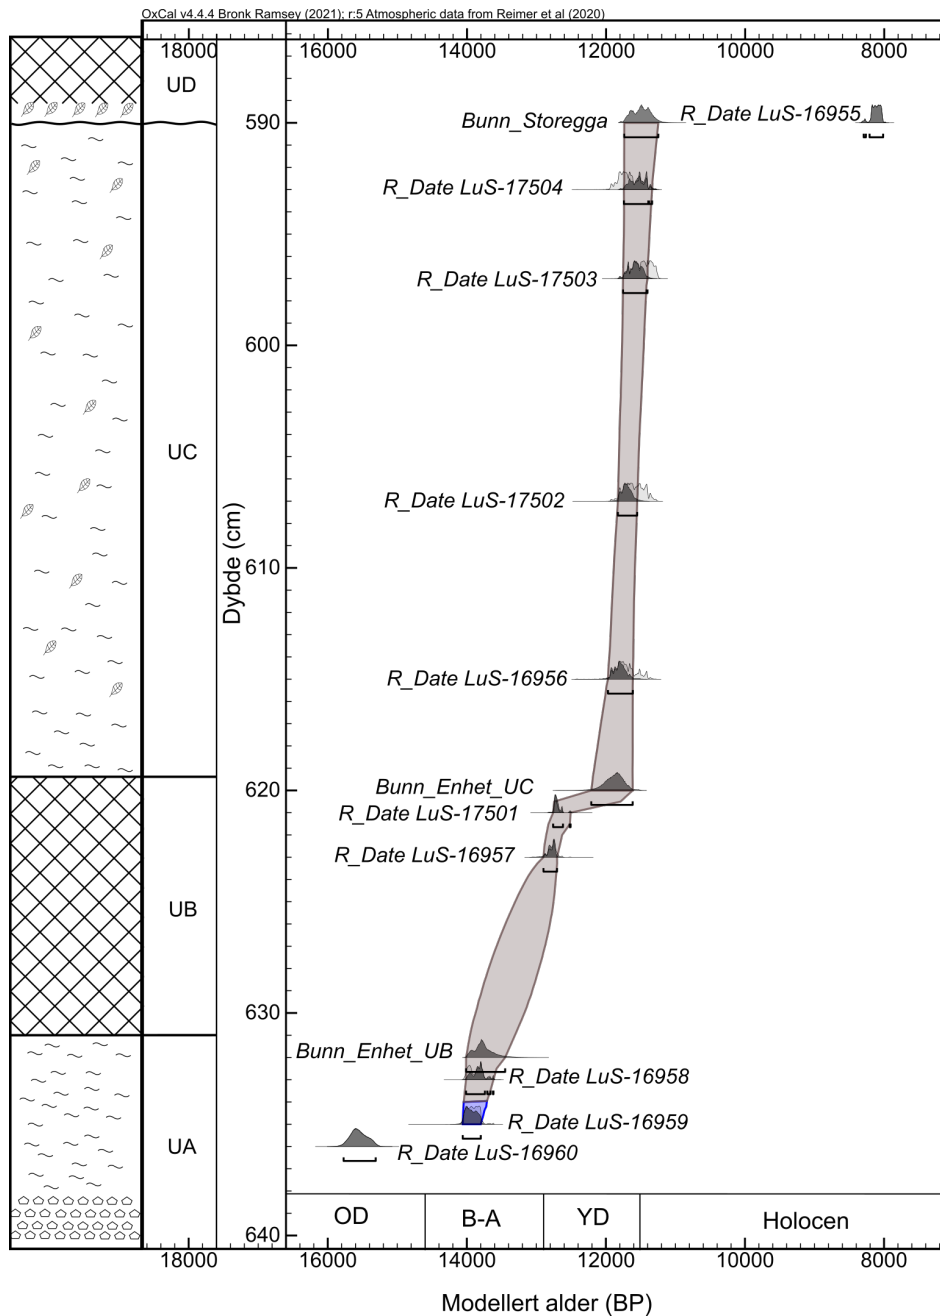 OxCal v4.4.4 Bronk Ramsey (2021); r:5 Atmospheric data from Reimer et al (2020)
18000 16000 14000 12000 10000 8000
UD
590
Bunn_Storegga
R_Date LuS-16955
R_Date LuS-17504
R_Date LuS-17503
600
UC
R_Date LuS-17502
Dybde (cm)
610
R_Date LuS-16956
Bunn_Enhet_UC
620
R_Date LuS-17501
R_Date LuS-16957
UB
630
Bunn_Enhet_UB
R_Date LuS-16958
R_Date LuS-16959
UA
R_Date LuS-16960
OD B-A YD Holocen
640
18000 16000 14000 12000 10000 8000
Modellert alder (BP)